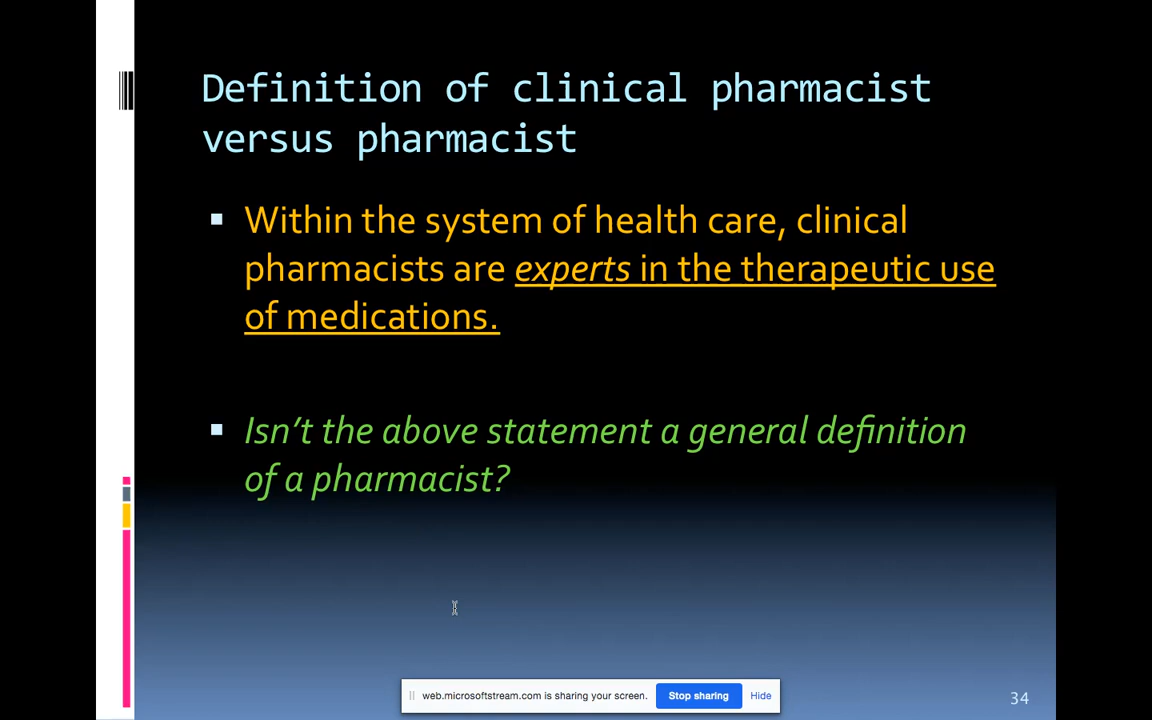 Definition of clinical pharmacist
versus pharmacist
Within the system of health care, clinical
pharmacists are experts in the therapeutic use
of medications.
Isn’t the above statement a general definition
of a pharmacist?
web.microsoftstream.com is sharing your screen. Stop sharing Hide
34